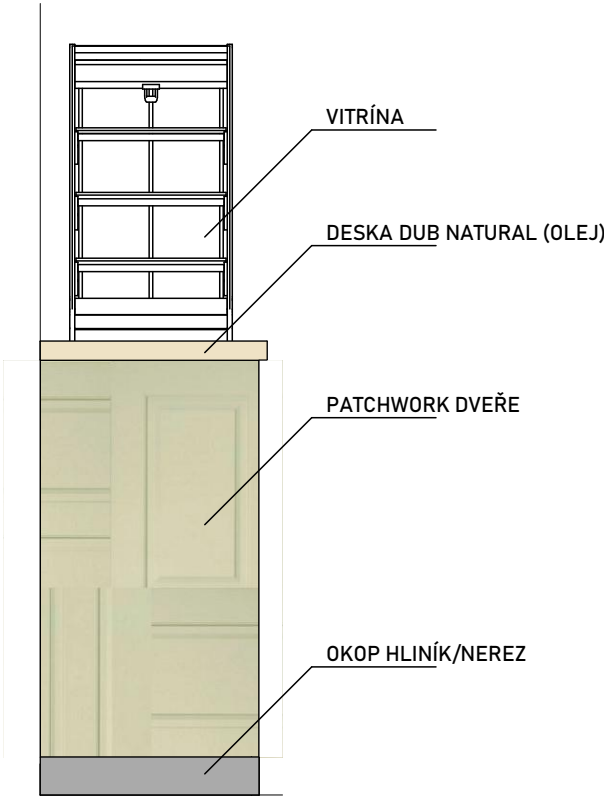 VITRÍNA
DESKA DUB NATURAL (OLEJ)
PATCHWORK DVEŘE
OKOP HLINÍK/NEREZ